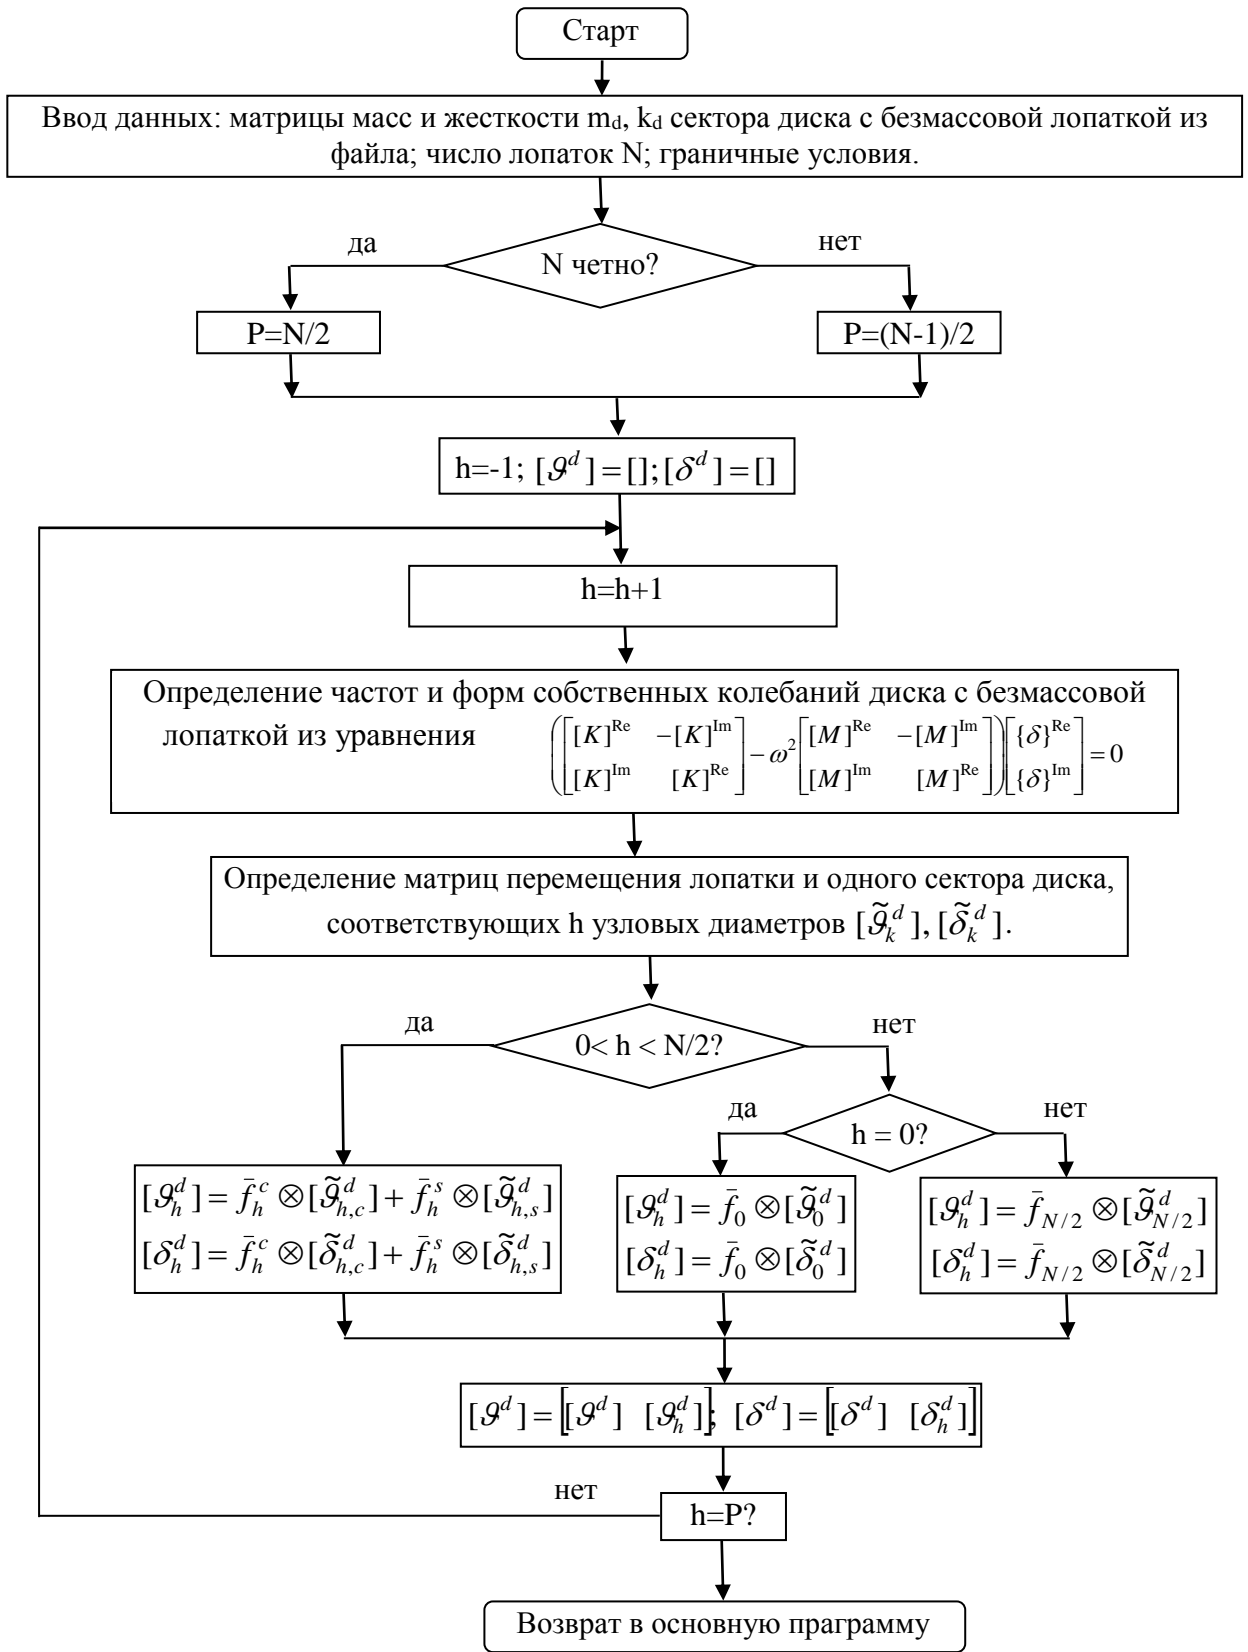 Старт
Ввод данных: матрицы масс и жесткости m_d, k_d сектора диска с безмассовой лопаткой из
файла; число лопаток N; граничные условия.
да
нет
N четно?
P=N/2
P=(N-1)/2
h=-1; [𝜗^d]=[];[δ^d]=[]
h=h+1
Определение частот и форм собственных колебаний диска с безмассовой
лопаткой из уравнения
([[K]^Re -[K]^Im; [K]^Im [K]^Re] - ω^2 [[M]^Re -[M]^Im; [M]^Im [M]^Re]) [{δ}^Re; {δ}^Im] = 0
Определение матриц перемещения лопатки и одного сектора диска,
соответствующих h узловых диаметров [𝜗̃_k^d], [δ̃_k^d].
да
нет
0< h < N/2?
да
нет
h = 0?
[𝜗_h^d] = f̄_h^c ⊗[𝜗̃_{h,c}^d] + f̄_h^s ⊗[𝜗̃_{h,s}^d]
[δ_h^d] = f̄_h^c ⊗[δ̃_{h,c}^d] + f̄_h^s ⊗[δ̃_{h,s}^d]
[𝜗_h^d] = f̄_0 ⊗[𝜗̃_0^d]
[δ_h^d] = f̄_0 ⊗[δ̃_0^d]
[𝜗_h^d] = f̄_{N/2} ⊗[𝜗̃_{N/2}^d]
[δ_h^d] = f̄_{N/2} ⊗[δ̃_{N/2}^d]
[𝜗^d] = [[𝜗^d] [𝜗_h^d]]; [δ^d] = [[δ^d] [δ_h^d]]
нет
h=P?
Возврат в основную праграмму